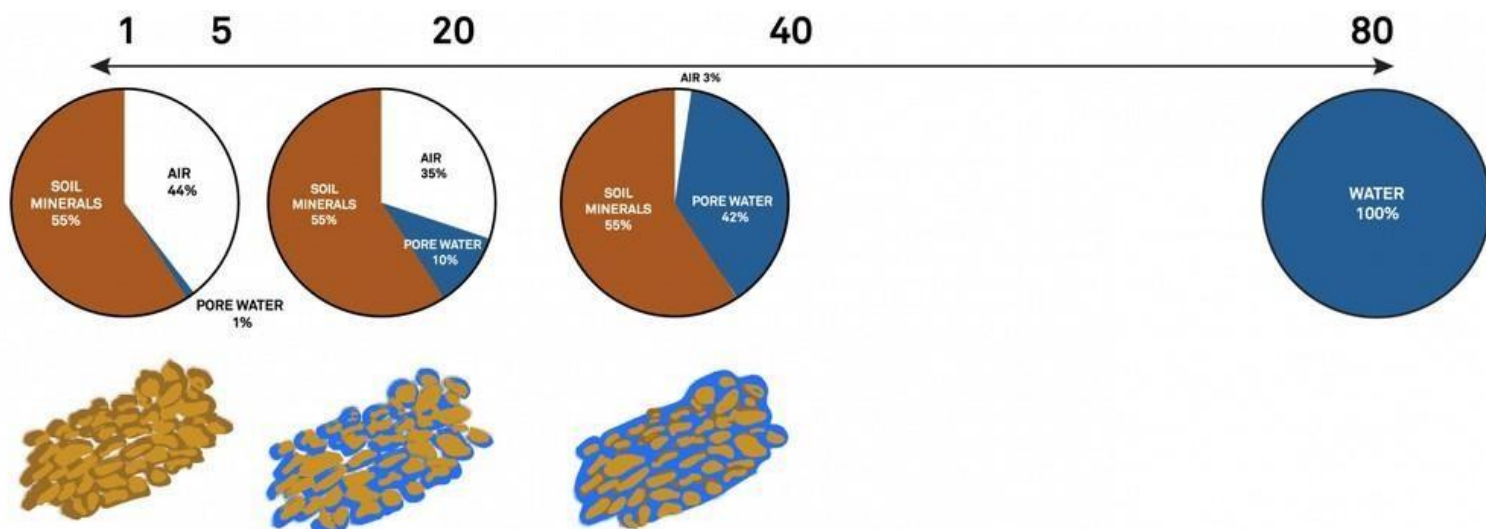 1 5 20 40 80
AIR 3%
AIR
44%
SOIL
MINERALS
55%
PORE WATER
1%
AIR
35%
SOIL
MINERALS
55%
PORE WATER
10%
SOIL
MINERALS
55%
PORE WATER
42%
WATER
100%